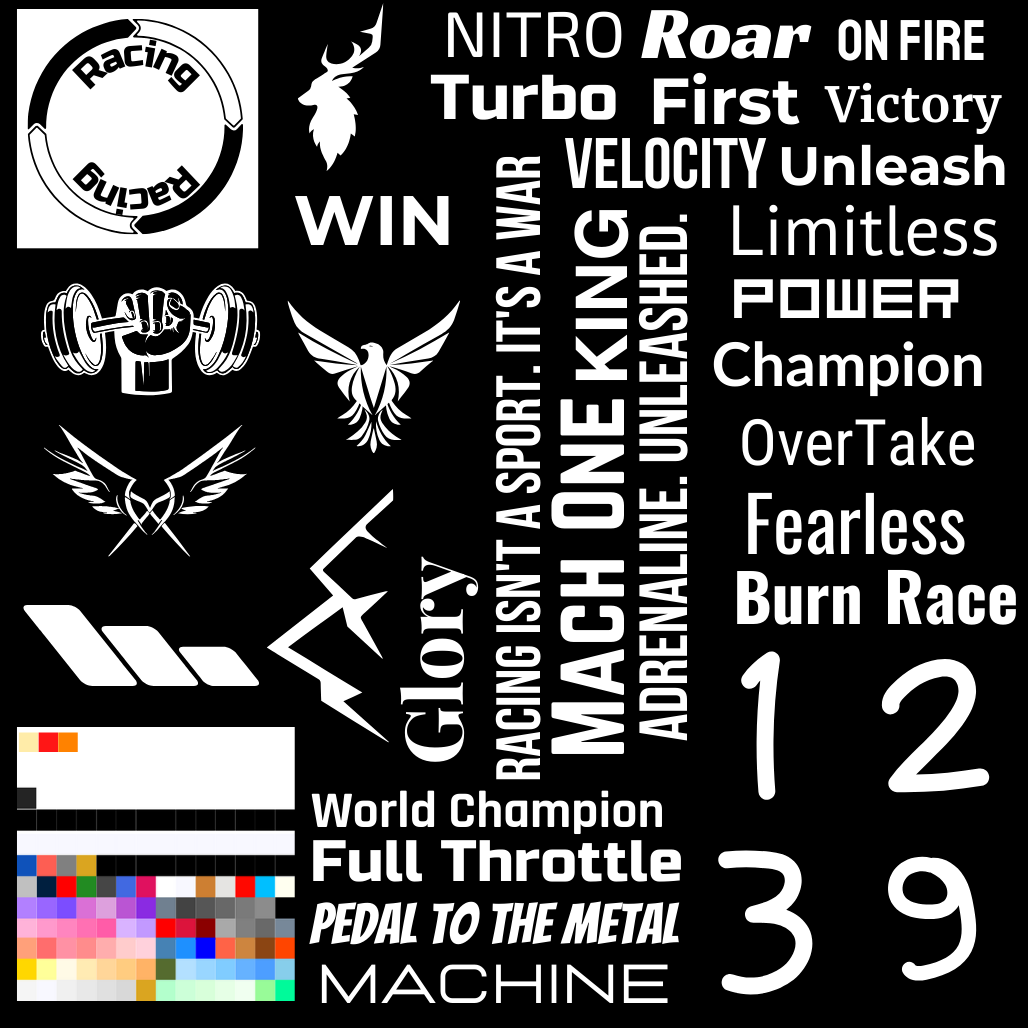 Racing
Racing
NITRO
Roar
ON FIRE
Turbo
First
Victory
VELOCITY
Unleash
WIN
Limitless
POWER
Champion
OverTake
Fearless
Burn Race
RACING ISN'T A SPORT. IT'S A WAR
MACH ONE KING
ADRENALINE. UNLEASHED.
Glory
1 2
3 9
World Champion
Full Throttle
PEDAL TO THE METAL
MACHINE